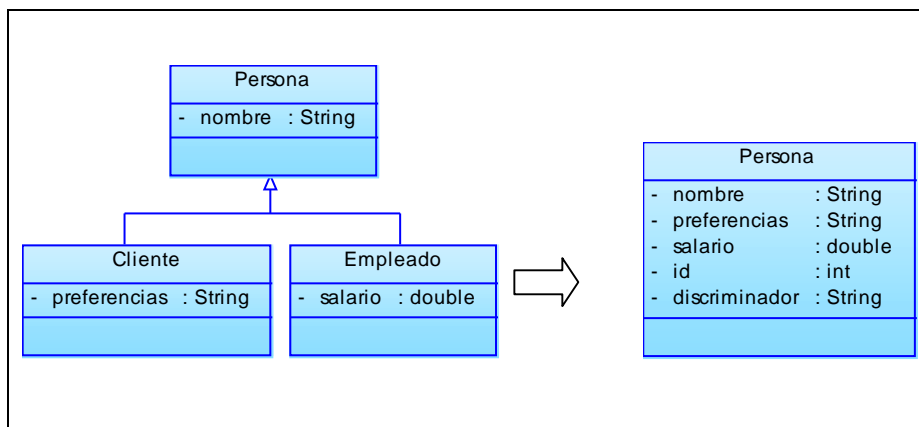 Persona
- nombre : String
Cliente
- preferencias : String
Empleado
- salario : double
Persona
- nombre : String
- preferencias : String
- salario : double
- id : int
- discriminador : String